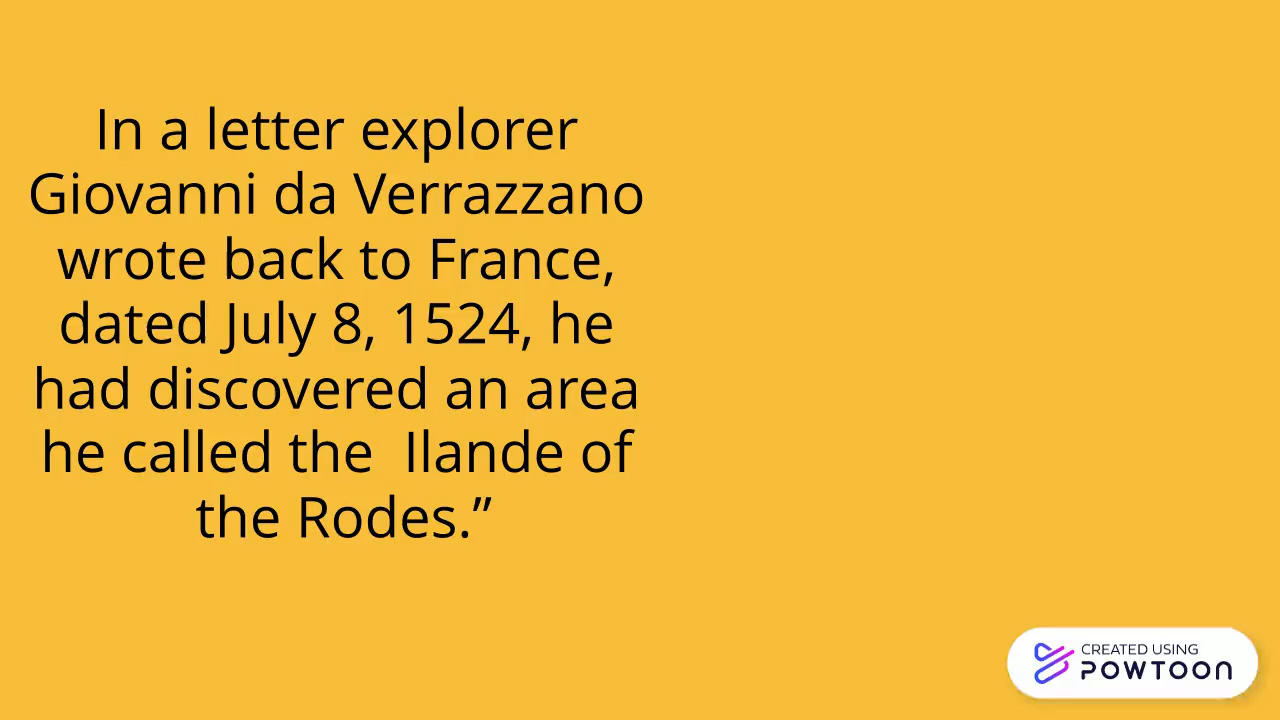 In a letter explorer
Giovanni da Verrazzano
wrote back to France,
dated July 8, 1524, he
had discovered an area
he called the  Ilande of
the Rodes.”
CREATED USING
POWTOON